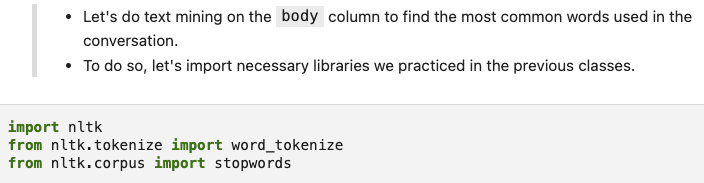 • Let's do text mining on the body column to find the most common words used in the
conversation.
• To do so, let's import necessary libraries we practiced in the previous classes.
import nltk
from nltk.tokenize import word_tokenize
from nltk.corpus import stopwords